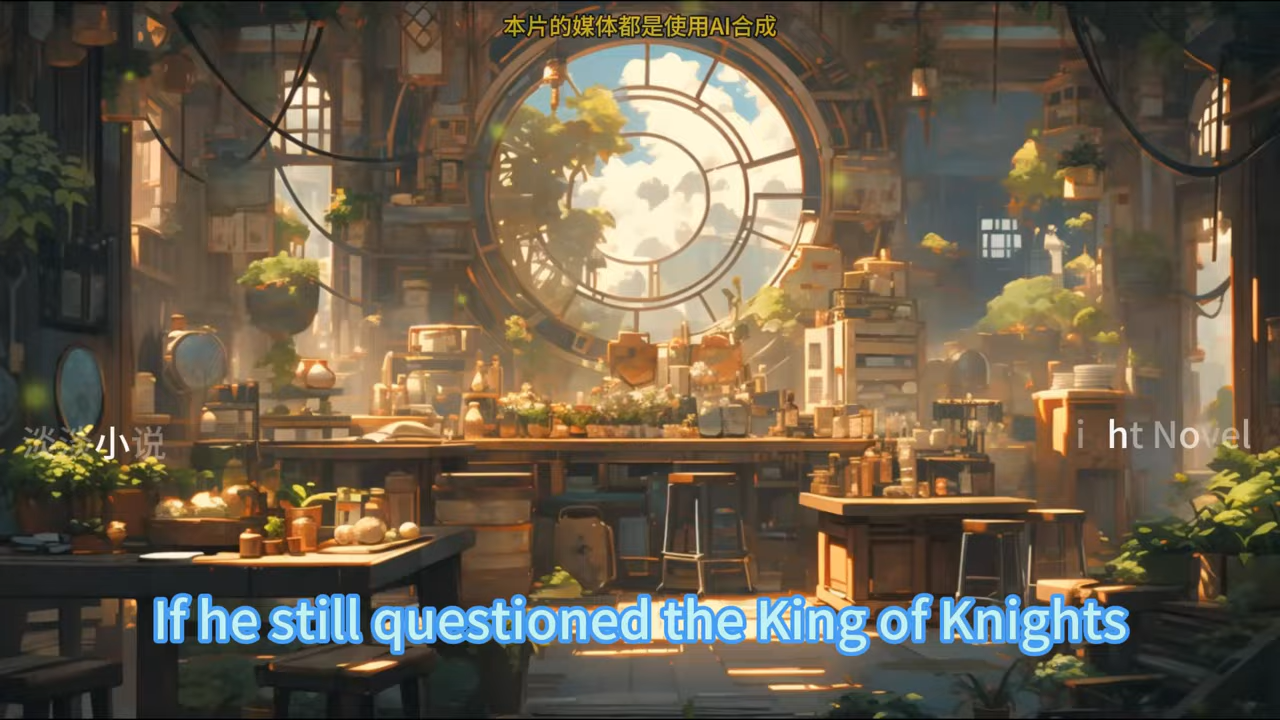 本片的媒体都是使用AI合成
淡淡小说
i ht Novel
If he still questioned the King of Knights